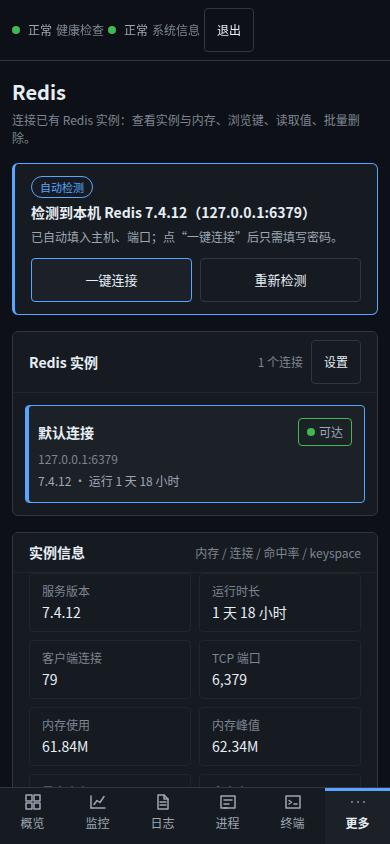 正常 健康检查 正常 系统信息 退出
Redis
连接已有 Redis 实例：查看实例与内存、浏览键、读取值、批量删
除。
自动检测
检测到本机 Redis 7.4.12（127.0.0.1:6379）
已自动填入主机、端口；点“一键连接”后只需填写密码。
一键连接 重新检测
Redis 实例 1 个连接 设置
默认连接 可达
127.0.0.1:6379
7.4.12 · 运行 1 天 18 小时
实例信息 内存 / 连接 / 命中率 / keyspace
服务版本 运行时长
7.4.12 1 天 18 小时
客户端连接 TCP 端口
79 6,379
内存使用 内存峰值
61.84M 62.34M
概览 监控 日志 进程 终端 更多